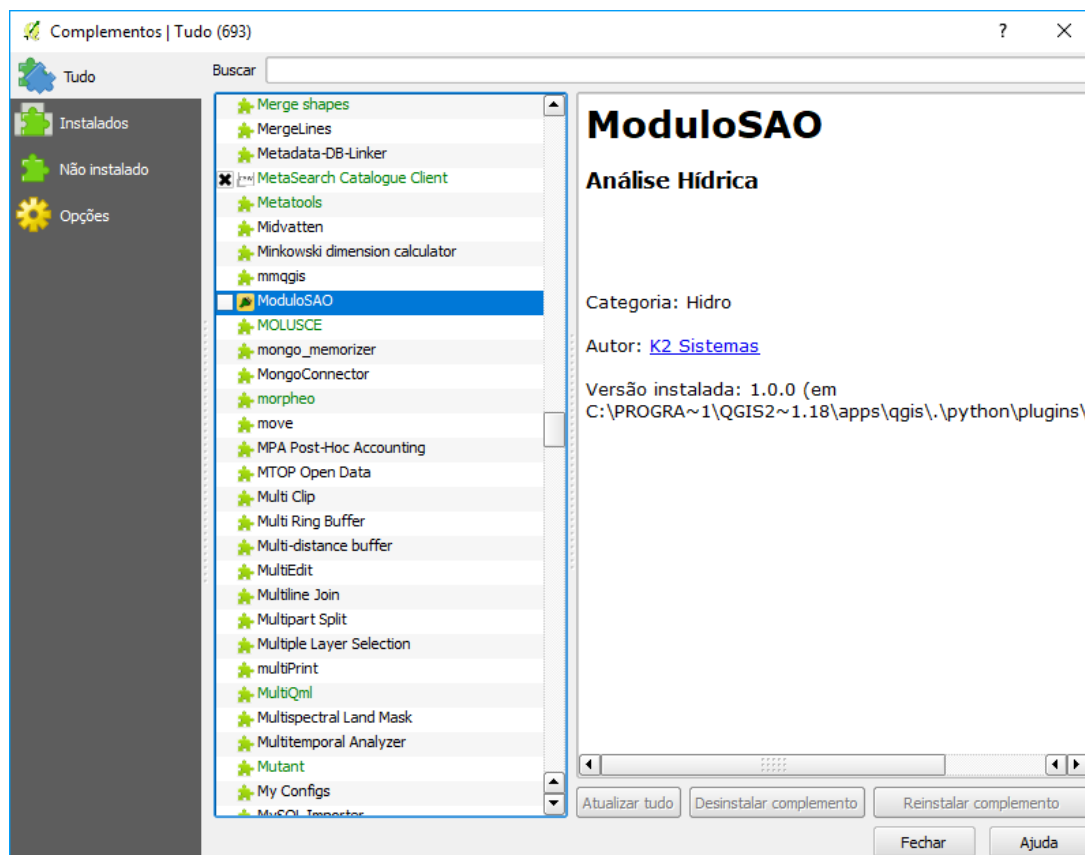 Complementos | Tudo (693)
?
Tudo
Instalados
Não instalado
Opções
Buscar
Merge shapes
MergeLines
Metadata-DB-Linker
MetaSearch Catalogue Client
Metatools
Midvatten
Minkowski dimension calculator
mmqgis
ModuloSAO
MOLUSCE
mongo_memorizer
MongoConnector
morpheo
move
MPA Post-Hoc Accounting
MTOP Open Data
Multi Clip
Multi Ring Buffer
Multi-distance buffer
MultiEdit
Multiline Join
Multipart Split
Multiple Layer Selection
multiPrint
MultiQml
Multispectral Land Mask
Multitemporal Analyzer
Mutant
My Configs
MySQL Importer
ModuloSAO
Análise Hídrica
Categoria: Hidro
Autor: K2 Sistemas
Versão instalada: 1.0.0 (em
C:\PROGRA~1\QGIS2~1.18\apps\qgis\.\python\plugins\
Atualizar tudo
Desinstalar complemento
Reinstalar complemento
Fechar
Ajuda